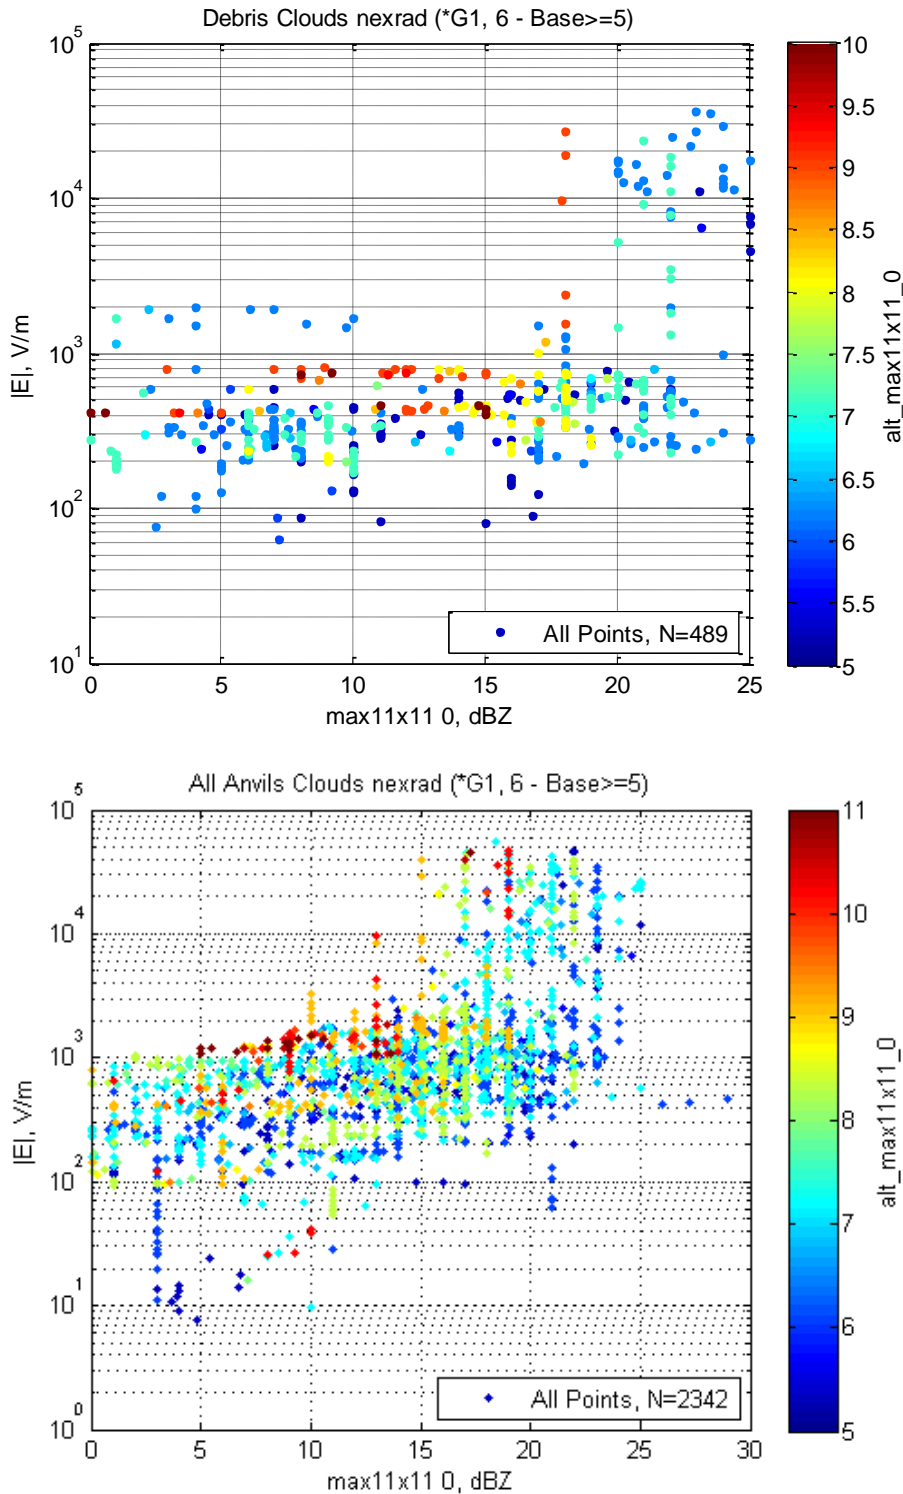 Debris Clouds nexrad (*G1, 6 - Base>=5)
10^5
10^4
10^3
10^2
10^1
|E|, V/m
0 5 10 15 20 25
max11x11 0, dBZ
All Points, N=489
10
9.5
9
8.5
8
7.5
7
6.5
6
5.5
5
alt_max11x11_0
All Anvils Clouds nexrad (*G1, 6 - Base>=5)
10^5
10^4
10^3
10^2
10^1
10^0
|E|, V/m
0 5 10 15 20 25 30
max11x11 0, dBZ
All Points, N=2342
11
10
9
8
7
6
5
alt_max11x11_0